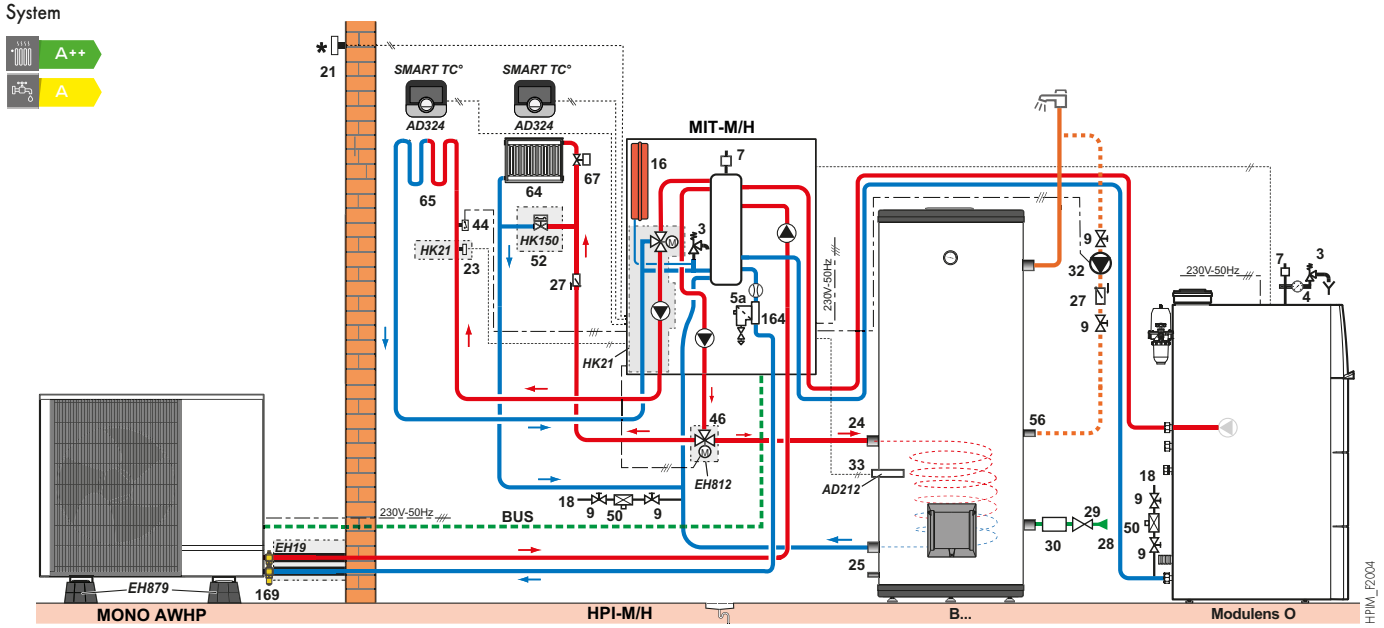 System
A++
A
*
21
SMART TC°
AD324
SMART TC°
AD324
MIT-M/H
16
7
67
64
65
44
HK21
23
HK150
52
27
3
5a
164
230V-50Hz
HK21
46
EH812
24
33
AD212
25
9
32
27
9
56
29
30
28
230V-50Hz
7
3
4
18
9
50
9
18
9
50
9
BUS
230V-50Hz
EH19
169
EH879
M
M
MONO AWHP
HPI-M/H
B...
Modulens O
HPIM_F2004